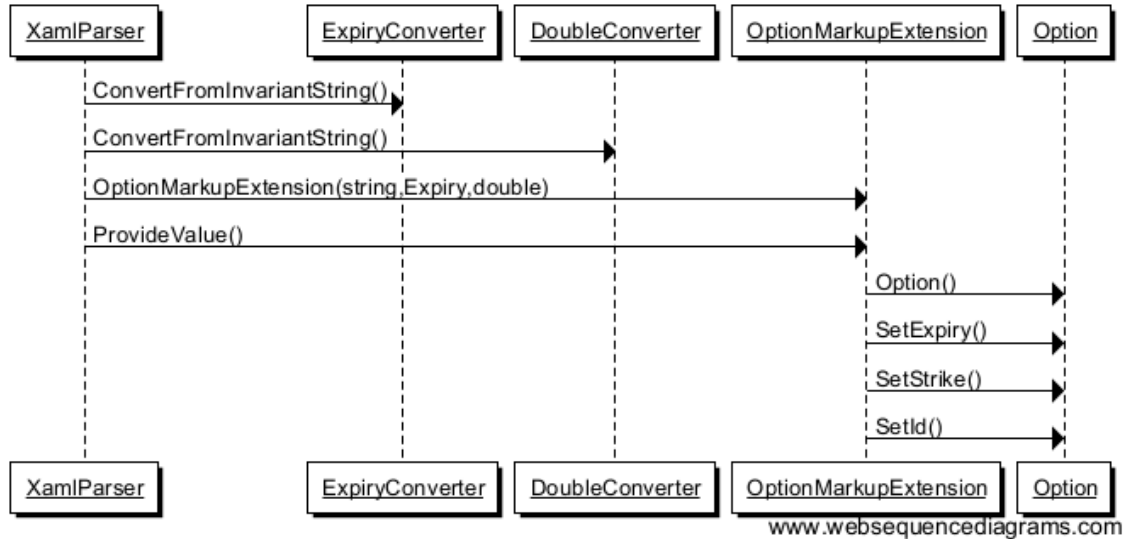 XamlParser ExpiryConverter DoubleConverter OptionMarkupExtension Option
ConvertFromInvariantString()
ConvertFromInvariantString()
OptionMarkupExtension(string,Expiry,double)
ProvideValue()
Option()
SetExpiry()
SetStrike()
SetId()
XamlParser ExpiryConverter DoubleConverter OptionMarkupExtension Option
www.websequencediagrams.com